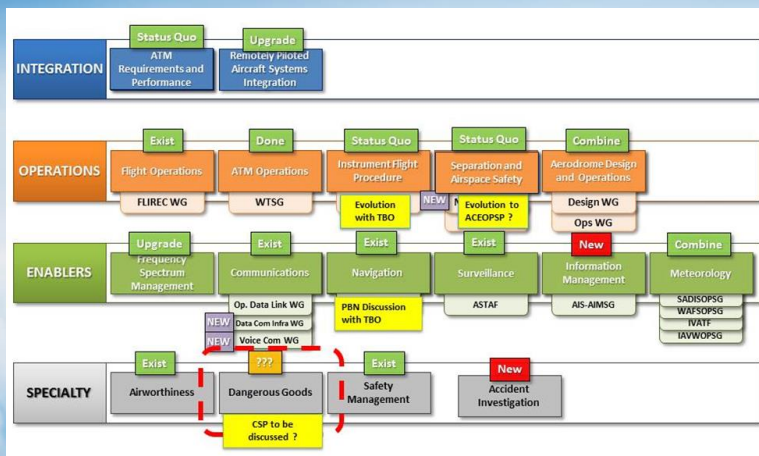 Status Quo
Upgrade
INTEGRATION
ATM
Requirements and
Performance
Remotely Piloted
Aircraft Systems
Integration
Exist
Done
Status Quo
Status Quo
Combine
OPERATIONS
Flight Operations
ATM Operations
Instrument Flight
Procedure
Separation and
Airspace Safety
Aerodrome Design
and Operations
FLIREC WG
WTSG
Evolution
with TBO
NEW
Evolution to
ACEOPSP ?
Design WG
Ops WG
Upgrade
Exist
Exist
Exist
New
Combine
ENABLERS
Frequency
Spectrum
Management
Communications
Navigation
Surveillance
Information
Management
Meteorology
Op. Data Link WG
NEW
Data Com Infra WG
NEW
Voice Com WG
PBN Discussion
with TBO
ASTAF
AIS-AIMSG
SADISOPSG
WAFSOPSG
IVATF
IAVWOPSG
Exist
???
Exist
New
SPECIALTY
Airworthiness
Dangerous Goods
Safety
Management
Accident
Investigation
CSP to be
discussed ?